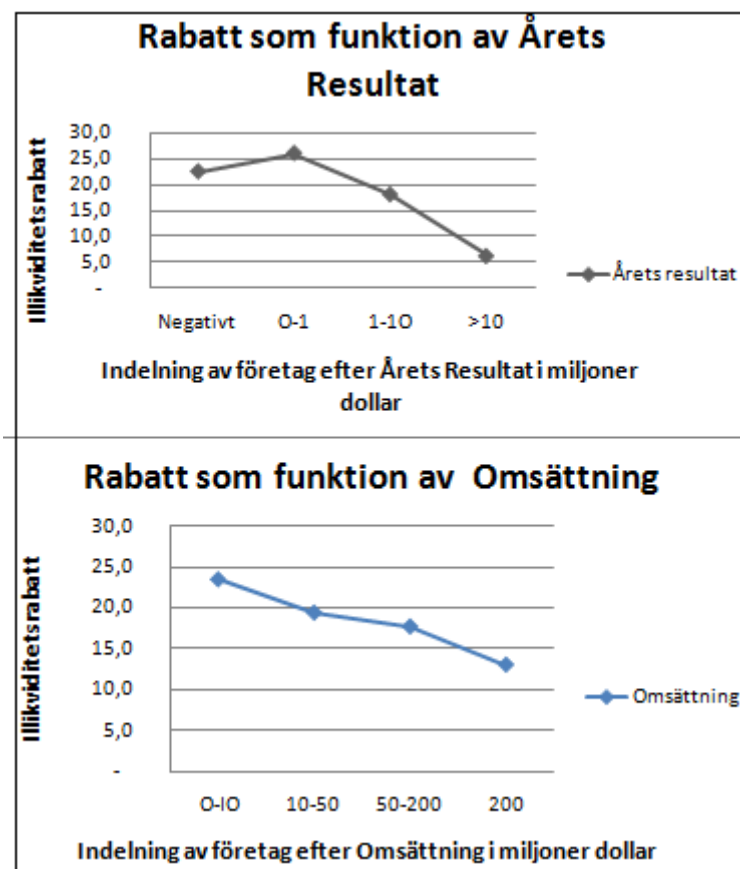 Rabatt som funktion av Årets
Resultat
Illikviditetsrabatt
30,0
25,0
20,0
15,0
10,0
5,0
-
Negativt O-1 1-1O >10
Årets resultat
Indelning av företag efter Årets Resultat i miljoner
dollar
Rabatt som funktion av Omsättning
Illikviditetsrabatt
30,0
25,0
20,0
15,0
10,0
5,0
-
O-IO 10-50 50-200 200
Omsättning
Indelning av företag efter Omsättning i miljoner dollar